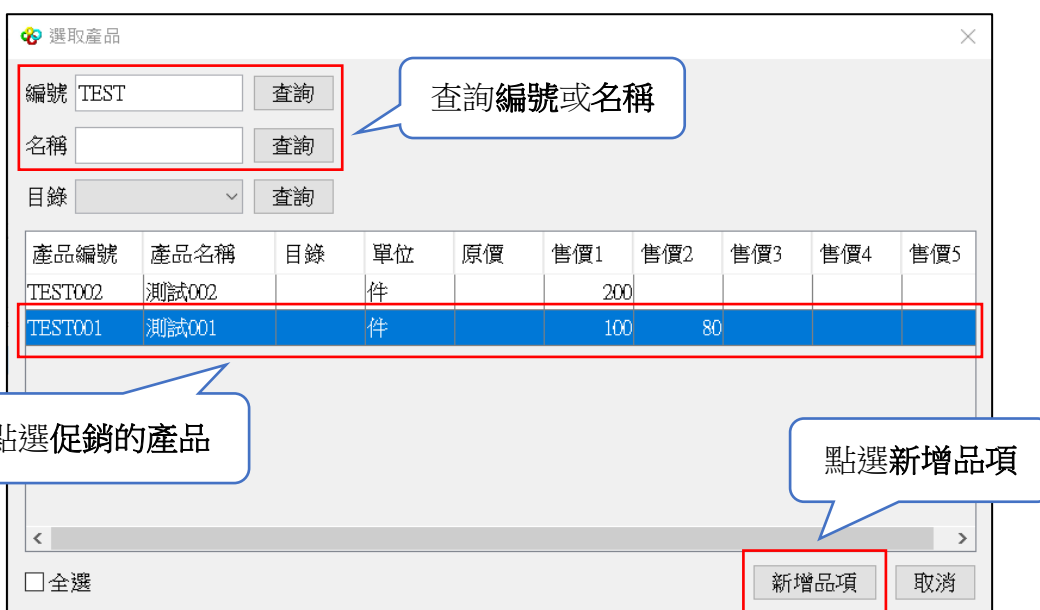 選取產品
編號 TEST 查詢
查詢編號或名稱
名稱 查詢
目錄 查詢
產品編號 產品名稱 目錄 單位 原價 售價1 售價2 售價3 售價4 售價5
TEST002 測試002 件 200
TEST001 測試001 件 100 80
點選促銷的產品
點選新增品項
全選 新增品項 取消